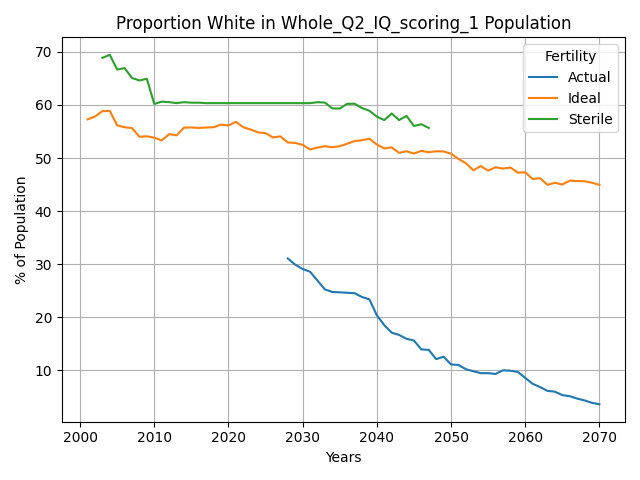 Proportion White in Whole_Q2_IQ_scoring_1 Population
Fertility
Actual
Ideal
Sterile
% of Population
70
60
50
40
30
20
10
2000 2010 2020 2030 2040 2050 2060 2070
Years